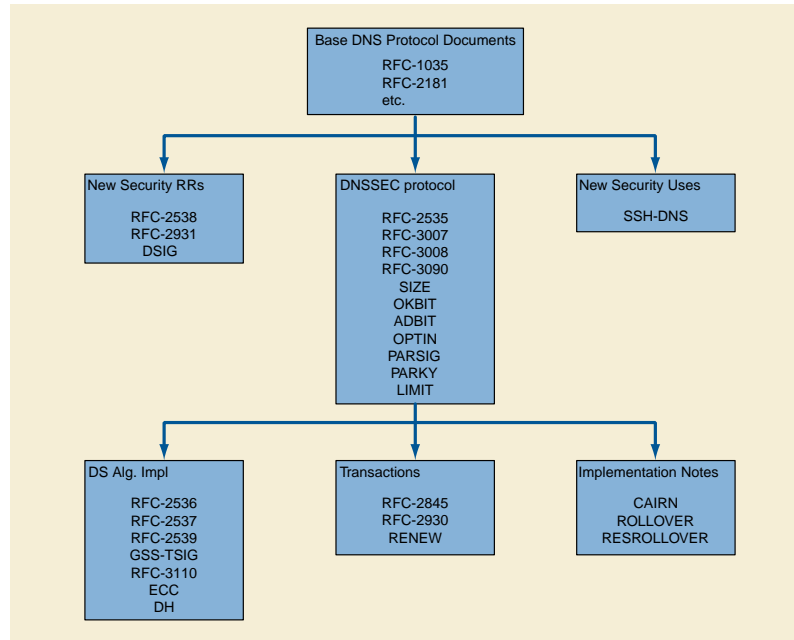 Base DNS Protocol Documents
RFC-1035
RFC-2181
etc.
New Security RRs
RFC-2538
RFC-2931
DSIG
DNSSEC protocol
RFC-2535
RFC-3007
RFC-3008
RFC-3090
SIZE
OKBIT
ADBIT
OPTIN
PARSIG
PARKY
LIMIT
New Security Uses
SSH-DNS
DS Alg. Impl
RFC-2536
RFC-2537
RFC-2539
GSS-TSIG
RFC-3110
ECC
DH
Transactions
RFC-2845
RFC-2930
RENEW
Implementation Notes
CAIRN
ROLLOVER
RESROLLOVER